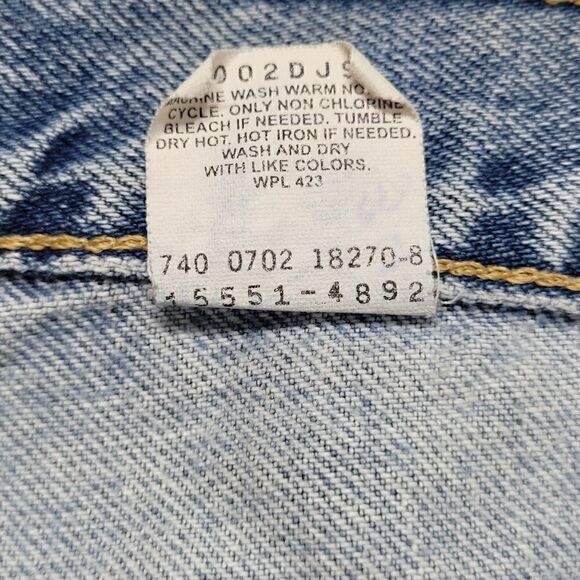 002DJS
MACHINE WASH WARM NO
CYCLE. ONLY NON CHLORINE
BLEACH IF NEEDED. TUMBLE
DRY HOT. HOT IRON IF NEEDED.
WASH AND DRY
WITH LIKE COLORS.
WPL 423
740 0702 18270-8
15551-4892